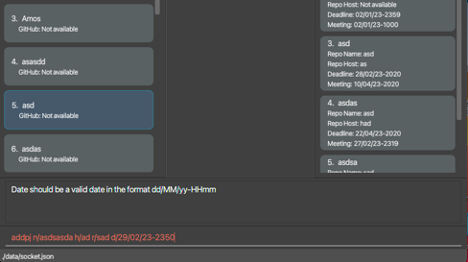 3. Amos
GitHub: Not available
4. asasdd
GitHub: Not available
5. asd
GitHub: Not available
6. asdas
GitHub: Not available
Repo Host: Not available
Deadline: 02/01/23-2359
Meeting: 02/01/23-1000
3. asd
Repo Name: asd
Repo Host: as
Deadline: 28/02/23-2020
Meeting: 10/04/23-2020
4. asdas
Repo Name: asd
Repo Host: had
Deadline: 22/04/23-2020
Meeting: 27/02/23-2319
5. asdsa
Date should be a valid date in the format dd/MM/yy-HHmm
addpj n/asdsasda h/ad r/sad d/29/02/23-2350
./data/socket.json